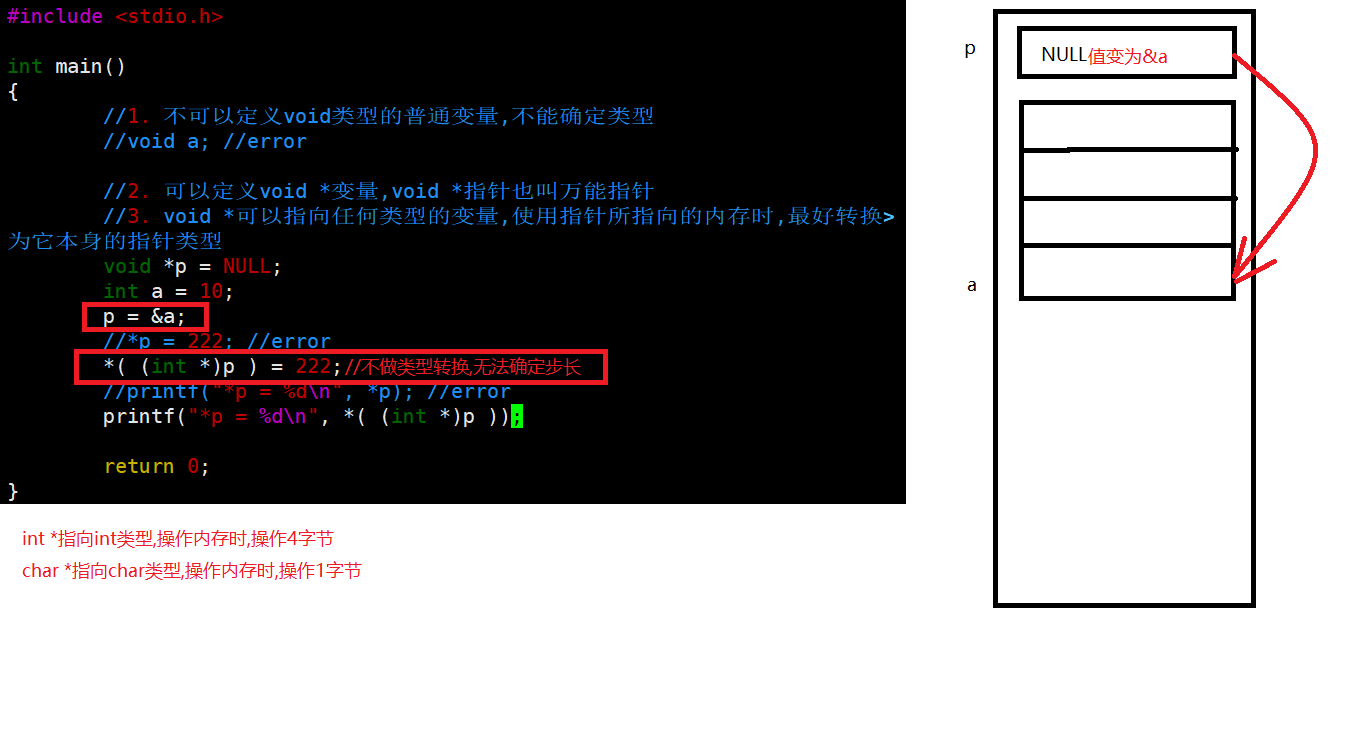 #include <stdio.h>
int main()
{
//1. 不可以定义void类型的普通变量,不能确定类型
//void a; //error
//2. 可以定义void *变量,void *指针也叫万能指针
//3. void *可以指向任何类型的变量,使用指针所指向的内存时,最好转换>
为它本身的指针类型
void *p = NULL;
int a = 10;
p = &a;
//*p = 222; //error
*( (int *)p ) = 222;//不做类型转换,无法确定步长
//printf("*p = %d\n", *p); //error
printf("*p = %d\n", *( (int *)p ));
return 0;
}
int *指向int类型,操作内存时,操作4字节
char *指向char类型,操作内存时,操作1字节
p
NULL值变为&a
a